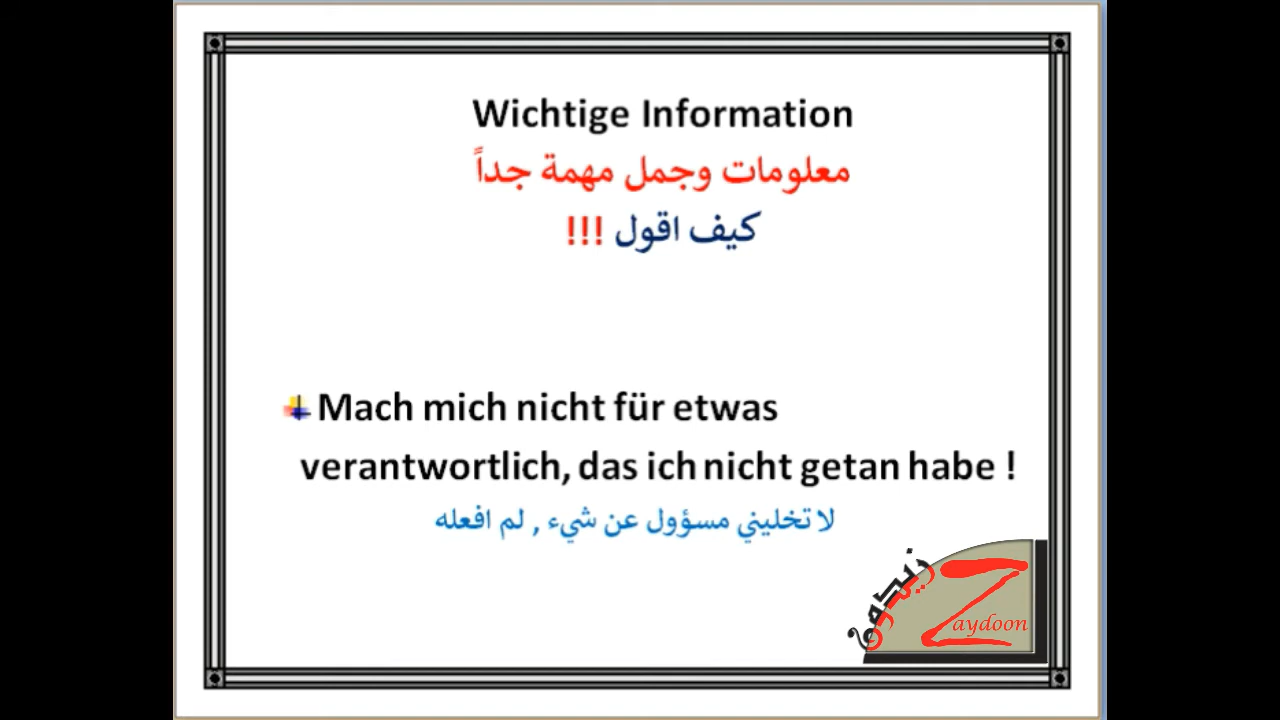 Wichtige Information
معلومات وجمل مهمة جداً
كيف اقول !!!
Mach mich nicht für etwas
verantwortlich, das ich nicht getan habe !
لا تخليني مسؤول عن شيء , لم افعله
زيدون
Zaydoon